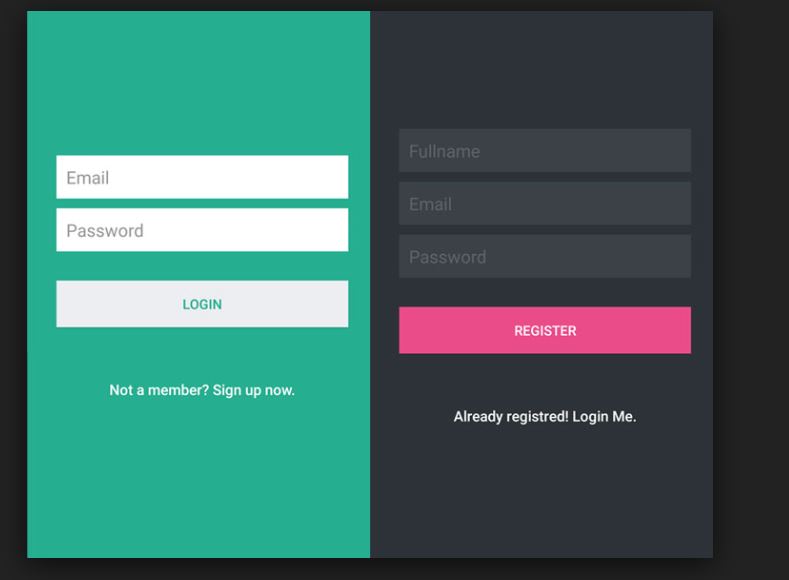 Email
Password
LOGIN
Not a member? Sign up now.
Fullname
Email
Password
REGISTER
Already registred! Login Me.